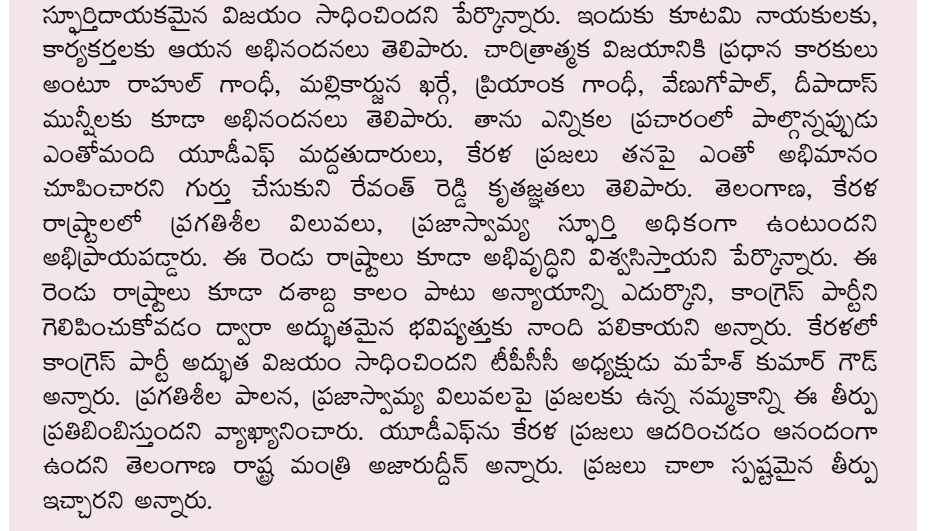 స్ఫూర్తిదాయకమైన విజయం సాధించిందని పేర్కొన్నారు. ఇందుకు కూటమి నాయకులకు,
కార్యకర్తలకు ఆయన అభినందనలు తెలిపారు. చారిత్రాత్మక విజయానికి ప్రధాన కారకులు
అంటూ రాహుల్ గాంధీ, మల్లికార్జున ఖర్గే, ప్రియాంక గాంధీ, వేణుగోపాల్, దీపాదాస్
మున్షీలకు కూడా అభినందనలు తెలిపారు. తాను ఎన్నికల ప్రచారంలో పాల్గొన్నప్పుడు
ఎంతోమంది యూడీఎఫ్ మద్దతుదారులు, కేరళ ప్రజలు తనపై ఎంతో అభిమానం
చూపించారని గుర్తు చేసుకుని రేవంత్ రెడ్డి కృతజ్ఞతలు తెలిపారు. తెలంగాణ, కేరళ
రాష్ట్రాలలో ప్రగతిశీల విలువలు, ప్రజాస్వామ్య స్ఫూర్తి అధికంగా ఉంటుందని
అభిప్రాయపడ్డారు. ఈ రెండు రాష్ట్రాలు కూడా అభివృద్ధిని విశ్వసిస్తాయని పేర్కొన్నారు. ఈ
రెండు రాష్ట్రాలు కూడా దశాబ్ద కాలం పాటు అన్యాయాన్ని ఎదుర్కొని, కాంగ్రెస్ పార్టీని
గెలిపించుకోవడం ద్వారా అద్భుతమైన భవిష్యత్తుకు నాంది పలికాయని అన్నారు. కేరళలో
కాంగ్రెస్ పార్టీ అద్భుత విజయం సాధించిందని టీపీసీసీ అధ్యక్షుడు మహేశ్ కుమార్ గౌడ్
అన్నారు. ప్రగతిశీల పాలన, ప్రజాస్వామ్య విలువలపై ప్రజలకు ఉన్న నమ్మకాన్ని ఈ తీర్పు
ప్రతిబింబిస్తుందని వ్యాఖ్యానించారు. యూడీఎఫ్‌ను కేరళ ప్రజలు ఆదరించడం ఆనందంగా
ఉందని తెలంగాణ రాష్ట్ర మంత్రి అజారుద్దీన్ అన్నారు. ప్రజలు చాలా స్పష్టమైన తీర్పు
ఇచ్చారని అన్నారు.